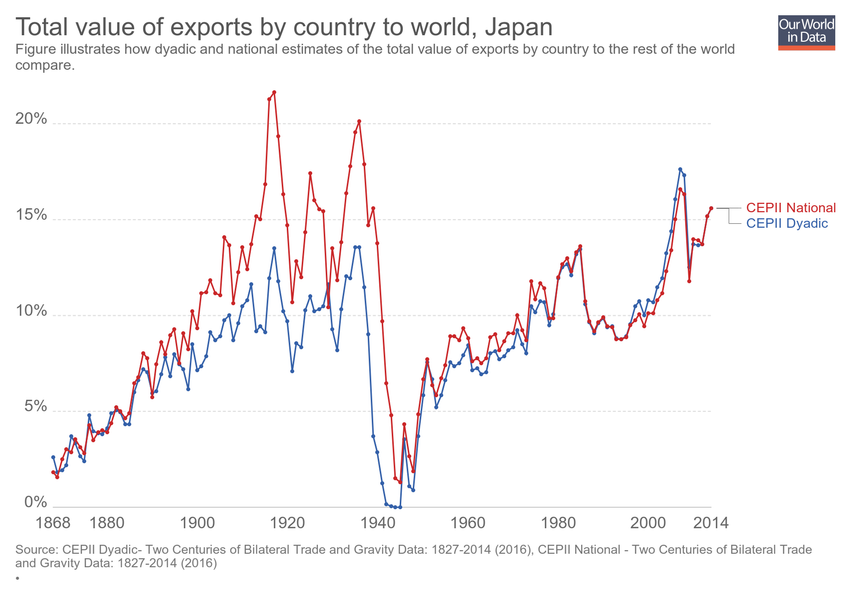 Total value of exports by country to world, Japan
Figure illustrates how dyadic and national estimates of the total value of exports by country to the rest of the world
compare.
Our World
in Data
20%
15%
10%
5%
0%
CEPII National
CEPII Dyadic
1868 1880 1900 1920 1940 1960 1980 2000 2014
Source: CEPII Dyadic- Two Centuries of Bilateral Trade and Gravity Data: 1827-2014 (2016), CEPII National - Two Centuries of Bilateral Trade
and Gravity Data: 1827-2014 (2016)
•